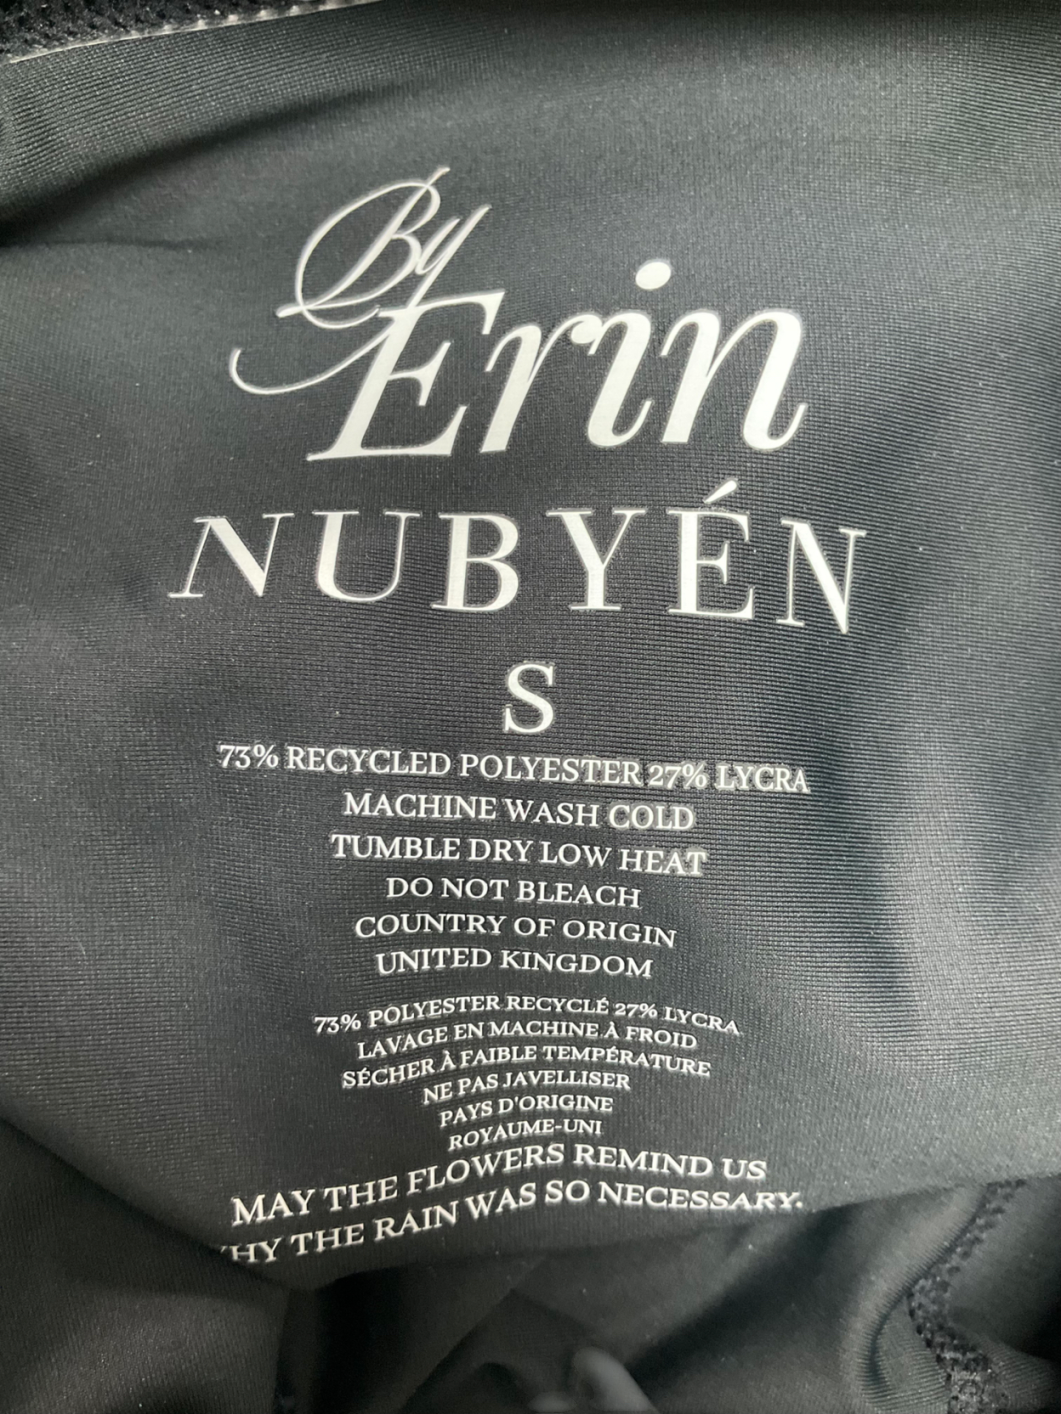 By
Erin
NUBYÉN
S
73% RECYCLED POLYESTER 27% LYCRA
MACHINE WASH COLD
TUMBLE DRY LOW HEAT
DO NOT BLEACH
COUNTRY OF ORIGIN
UNITED KINGDOM
73% POLYESTER RECYCLÉ 27% LYCRA
LAVAGE EN MACHINE À FROID
SÉCHER À FAIBLE TEMPÉRATURE
NE PAS JAVELLISER
PAYS D'ORIGINE
ROYAUME-UNI
MAY THE FLOWERS REMIND US
WHY THE RAIN WAS SO NECESSARY.